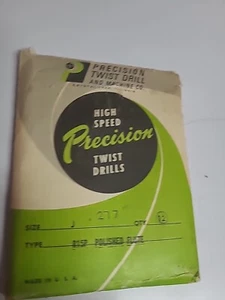 P PRECISION
TWIST DRILL
AND MACHINE CO.
HIGH
SPEED
Precision
TWIST
DRILLS
SIZE J .277 QTY 12
TYPE POLISHED FLUTE
MADE IN U.S.A.